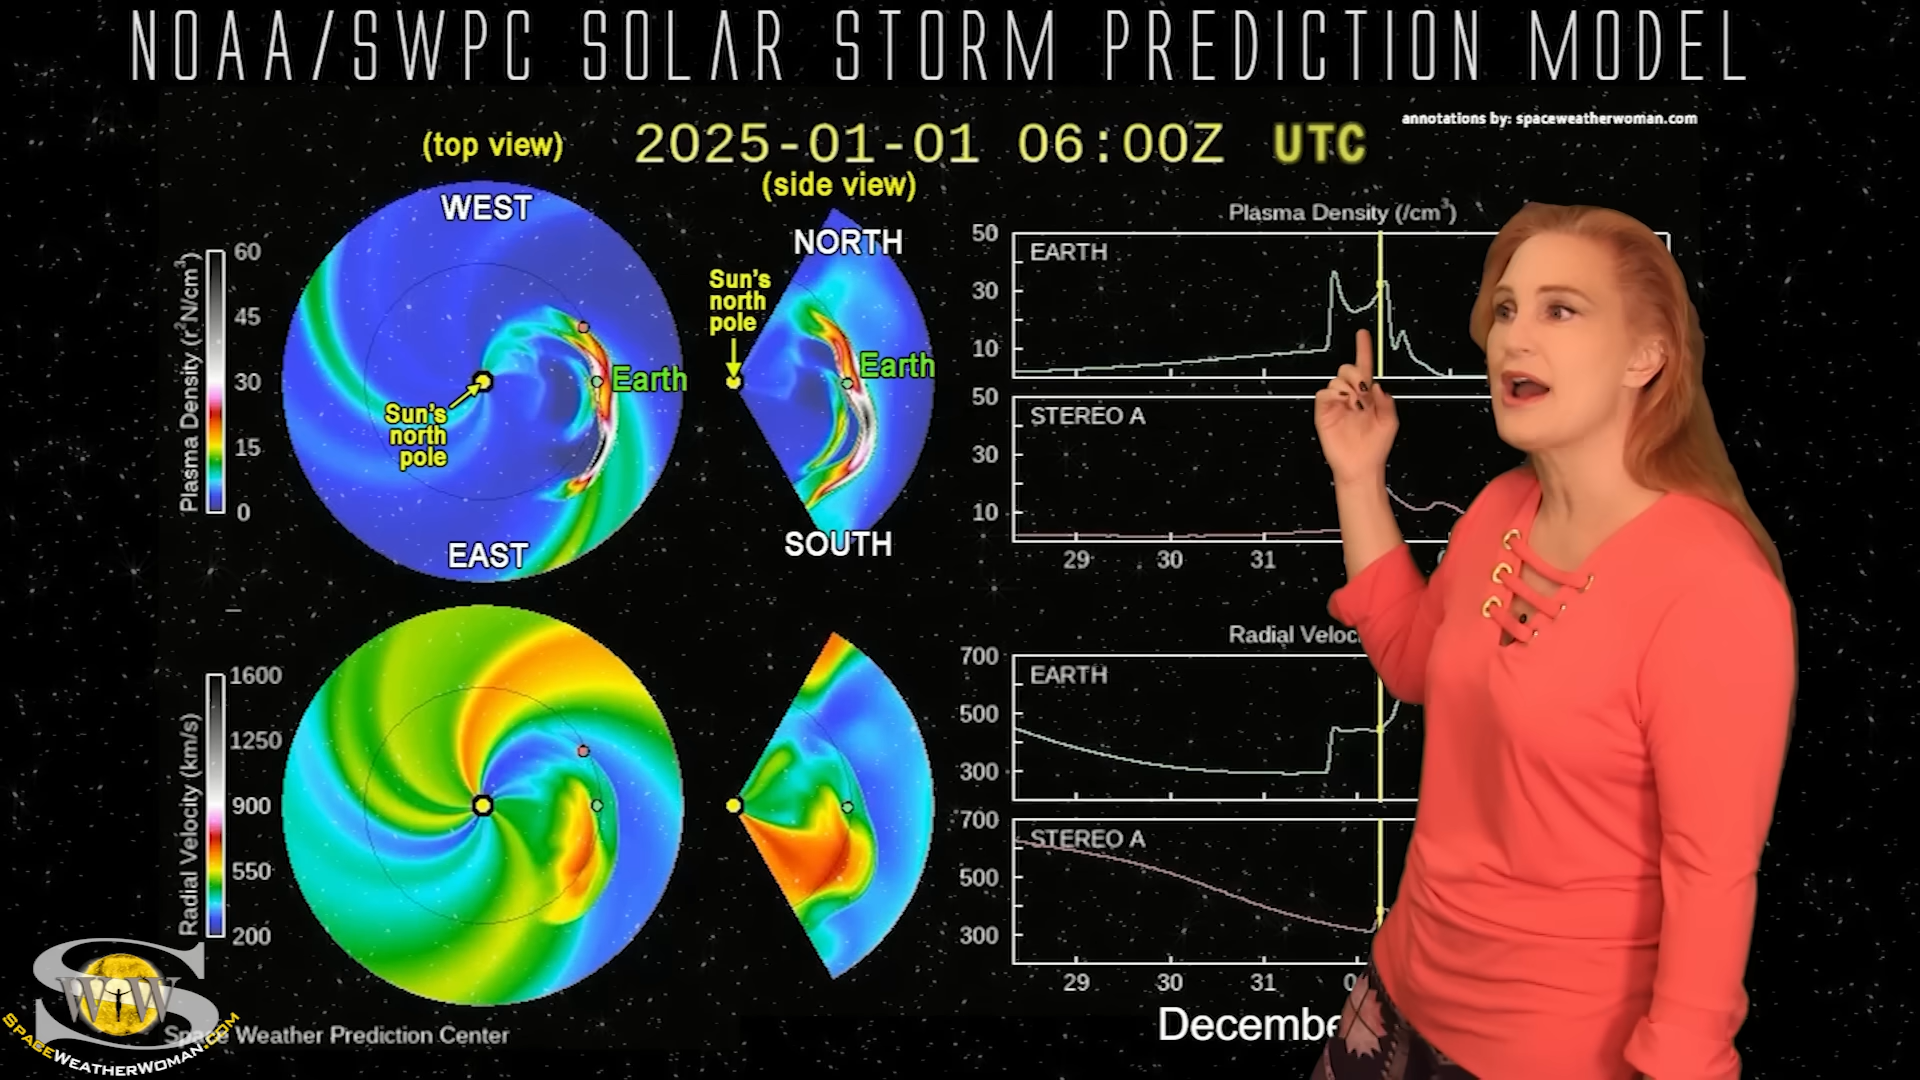 NOAA/SWPC SOLAR STORM PREDICTION MODEL
annotations by: spaceweatherwoman.com
(top view)
2025-01-01 06:00Z UTC
(side view)
WEST
NORTH
Plasma Density (r²N/cm³)
60
45
30
15
0
Sun's
north
pole
Earth
EAST
Sun's
north
pole
Earth
SOUTH
Plasma Density (/cm³)
50
30
10
EARTH
50
30
10
STEREO A
29 30 31 0
Radial Velocity (km/s)
1600
1250
900
550
200
Radial Veloc
700
500
300
EARTH
700
500
300
STEREO A
29 30 31 0
Decembe
Space Weather Prediction Center
S
WW
SPACEWEATHERWOMAN.COM